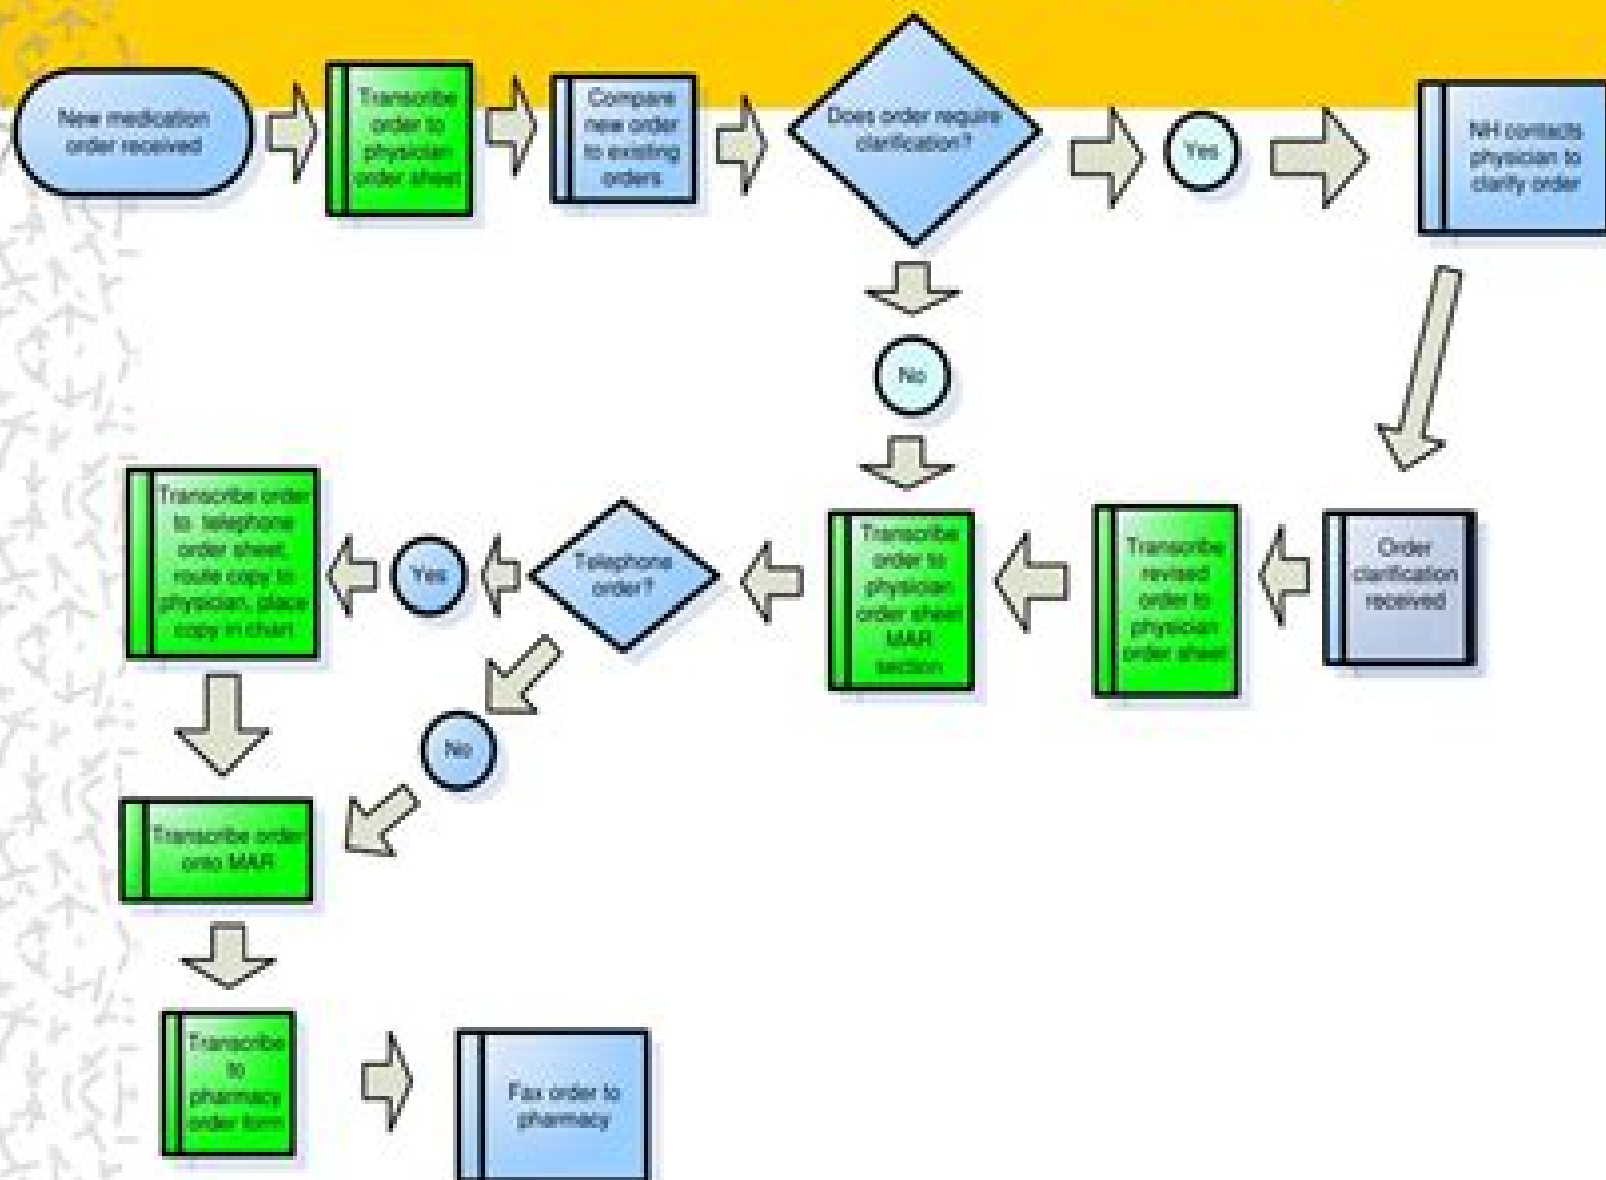 New medication
order received
Transcribe
order to
physician
order sheet
Compare
new order
to existing
orders
Does order require
clarification?
Yes
NH contacts
physician to
clarify order
No
Transcribe order
to telephone
order sheet,
route copy to
physician, place
copy in chart
Yes
Telephone
order?
Transcribe
order to
physician
order sheet
MAR
section
Transcribe
revised
order to
physician
order sheet
Order
clarification
received
No
Transcribe order
onto MAR
Transcribe
to
pharmacy
order form
Fax order to
pharmacy